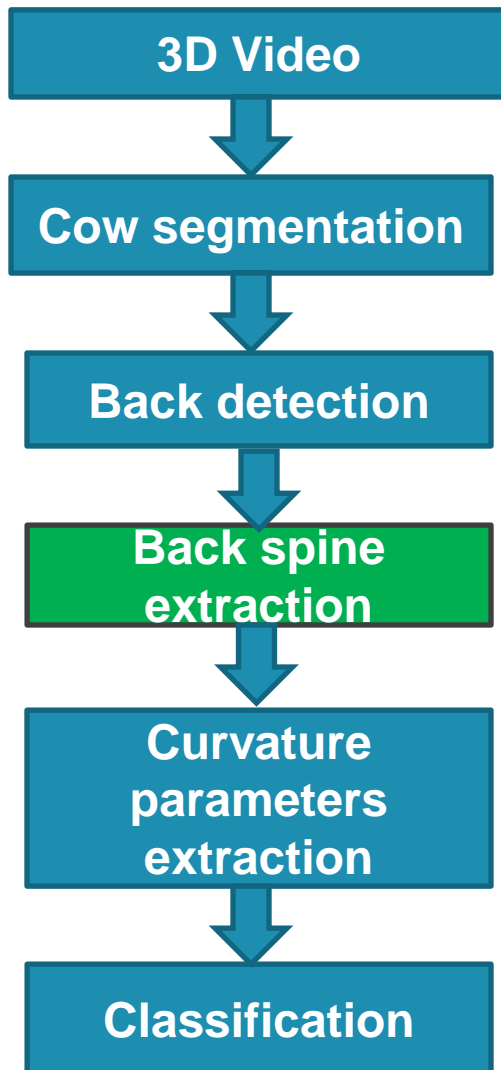 3D Video
Cow segmentation
Back detection
Back spine
extraction
Curvature
parameters
extraction
Classification